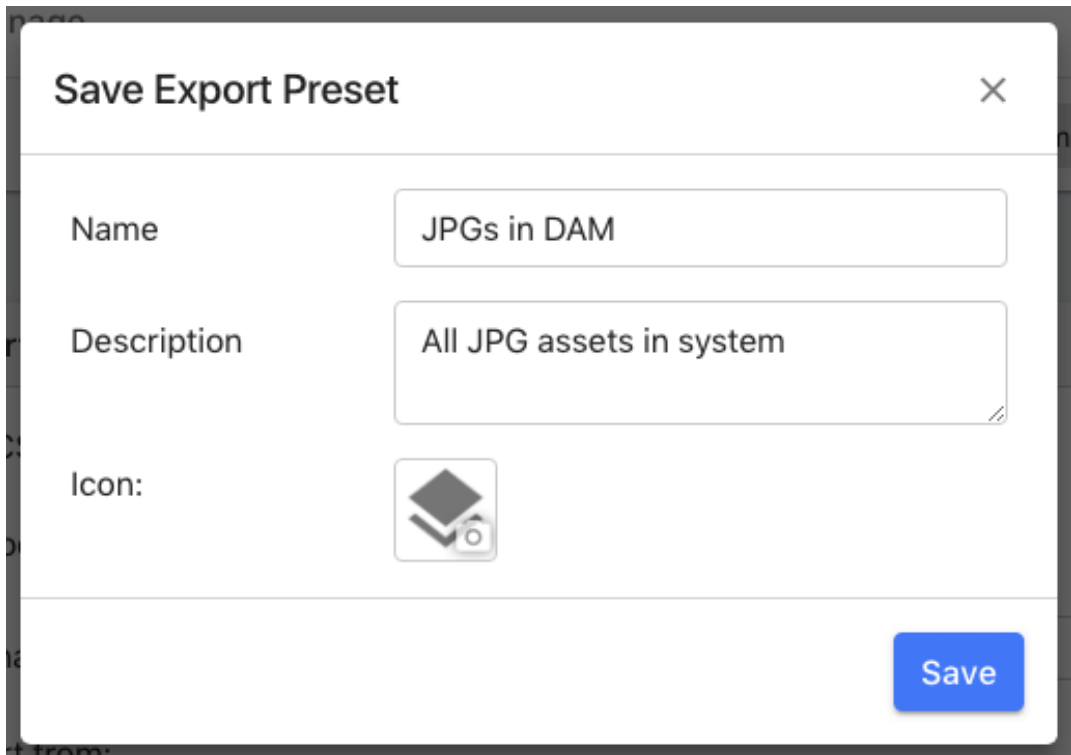 Save Export Preset
Name
JPGs in DAM
Description
All JPG assets in system
Icon:
Save